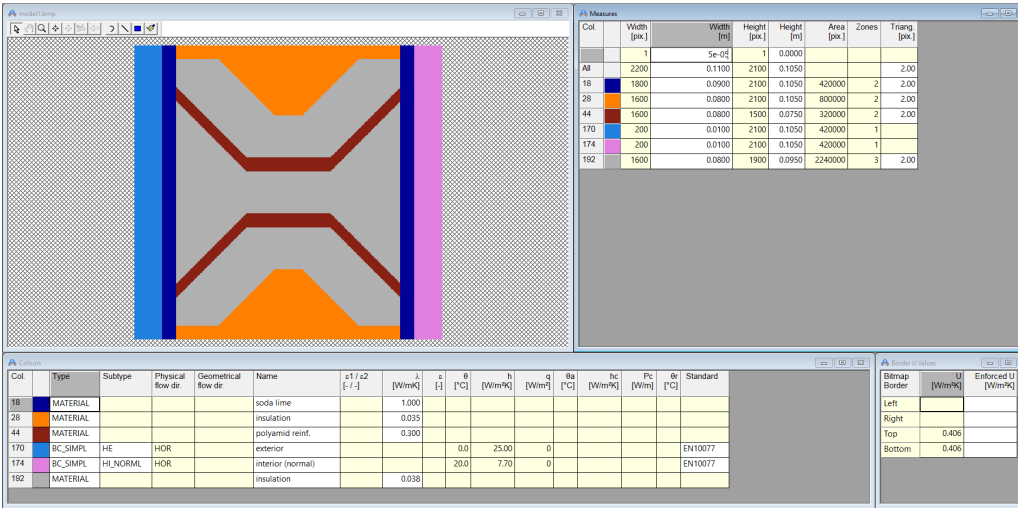 model1.bmp
Measures
Col. Width [pix.] Width [m] Height [pix.] Height [m] Area [pix.] Zones Triang. [pix.]
1 5e-05 1 0.0000
All 2200 0.1100 2100 0.1050 2.00
18 1800 0.0900 2100 0.1050 420000 2 2.00
28 1600 0.0800 2100 0.1050 800000 2 2.00
44 1600 0.0800 1500 0.0750 320000 2 2.00
170 200 0.0100 2100 0.1050 420000 1
174 200 0.0100 2100 0.1050 420000 1
192 1600 0.0800 1900 0.0950 2240000 3 2.00
Colours
Col. Type Subtype Physical flow dir. Geometrical flow dir. Name ε1 / ε2 [- / -] λ [W/mK] ε [-] θ [°C] h [W/m²K] q [W/m²] θa [°C] hc [W/m²K] Pc [W/m] θr [°C] Standard
18 MATERIAL soda lime 1.000
28 MATERIAL insulation 0.035
44 MATERIAL polyamid reinf. 0.300
170 BC_SIMPL HE HOR exterior 0.0 25.00 0 EN10077
174 BC_SIMPL HI_NORML HOR interior (normal) 20.0 7.70 0 EN10077
192 MATERIAL insulation 0.038
Border U Values
Bitmap Border U [W/m²K] Enforced U [W/m²K]
Left
Right
Top 0.406
Bottom 0.406